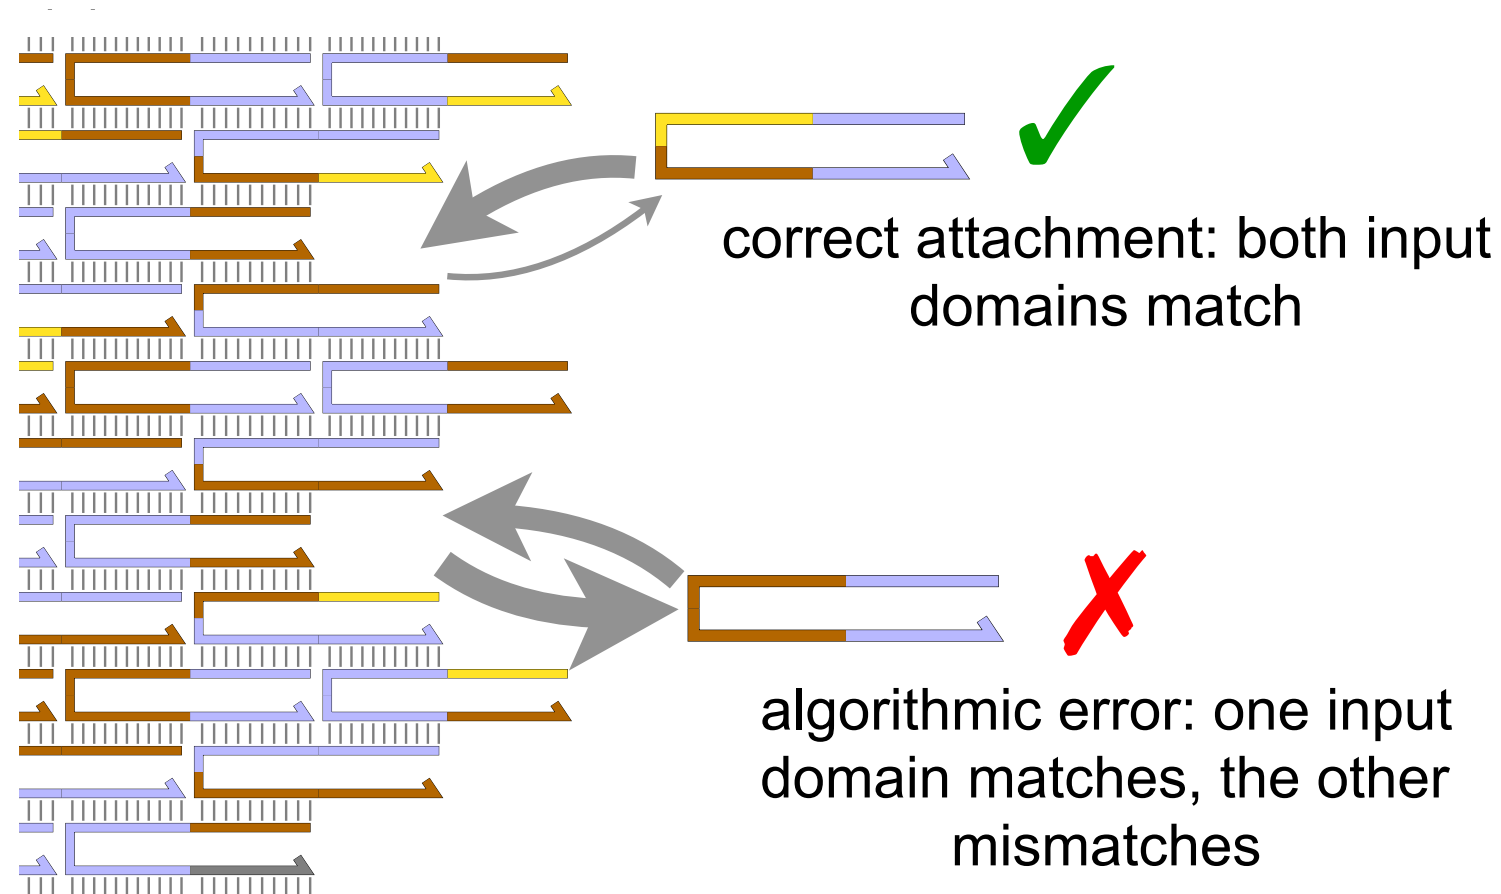 correct attachment: both input
domains match
algorithmic error: one input
domain matches, the other
mismatches